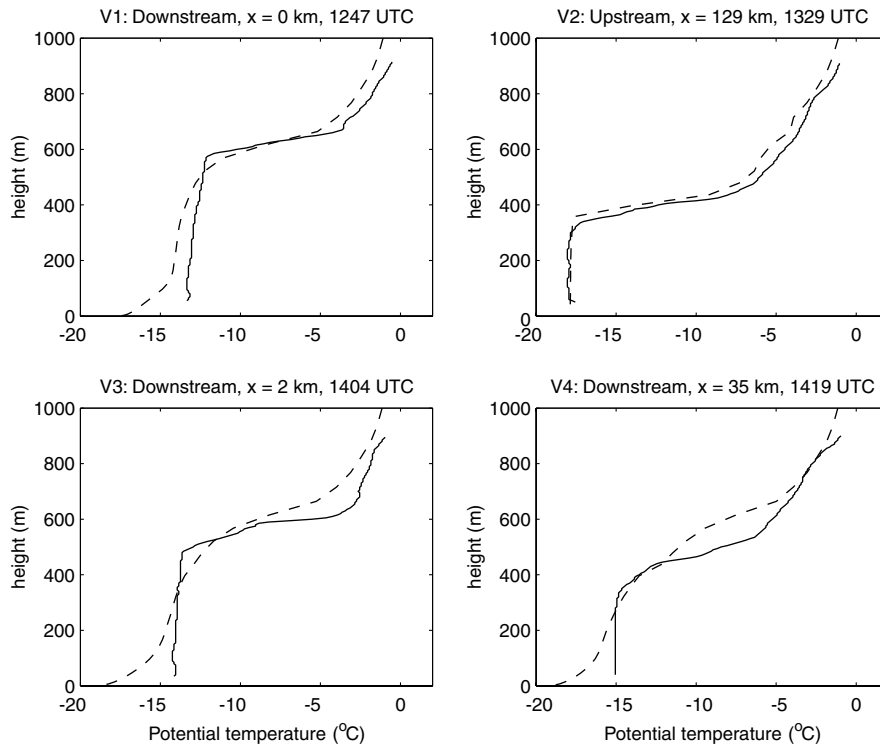 V1: Downstream, x = 0 km, 1247 UTC
V2: Upstream, x = 129 km, 1329 UTC
1000
800
600
400
200
0
height (m)
-20 -15 -10 -5 0
1000
800
600
400
200
0
height (m)
-20 -15 -10 -5 0
V3: Downstream, x = 2 km, 1404 UTC
V4: Downstream, x = 35 km, 1419 UTC
1000
800
600
400
200
0
height (m)
-20 -15 -10 -5 0
Potential temperature (°C)
1000
800
600
400
200
0
height (m)
-20 -15 -10 -5 0
Potential temperature (°C)